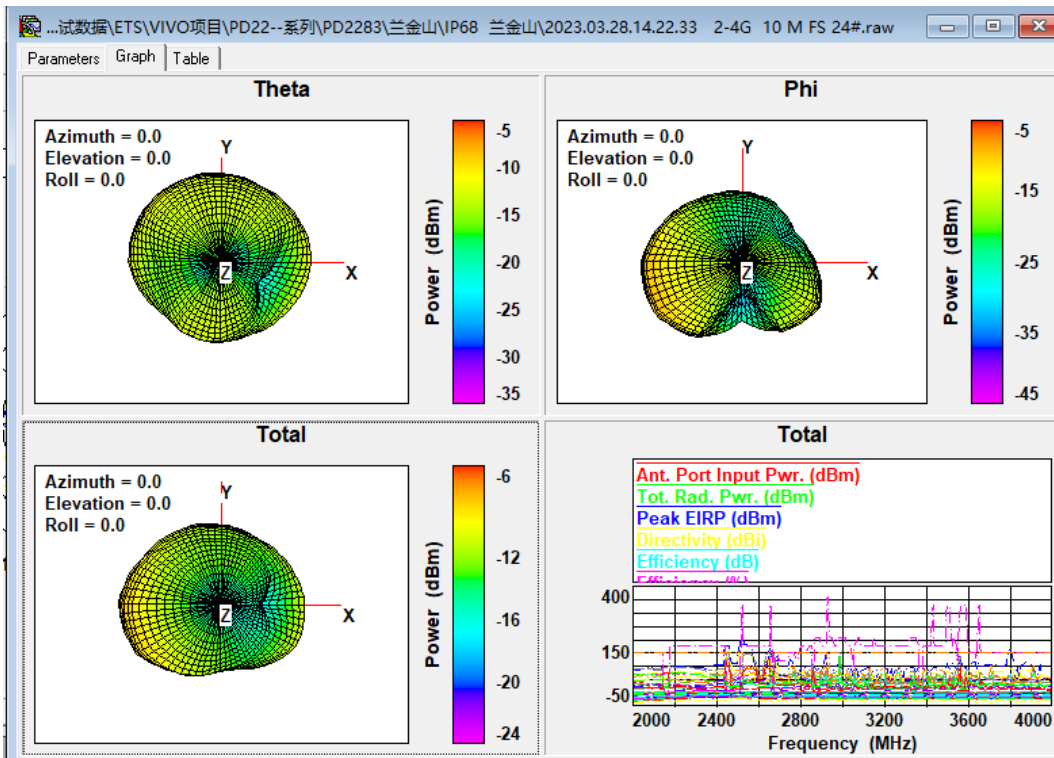 ...试数据\ETS\VIVO项目\PD22--系列\PD2283\兰金山\IP68 兰金山\2023.03.28.14.22.33 2-4G 10 M FS 24#.raw
Parameters Graph Table
Theta
Azimuth = 0.0
Elevation = 0.0
Roll = 0.0
Y
X
Z
Power (dBm)
-5
-10
-15
-20
-25
-30
-35
Phi
Azimuth = 0.0
Elevation = 0.0
Roll = 0.0
Y
X
Z
Power (dBm)
-5
-15
-25
-35
-45
Total
Azimuth = 0.0
Elevation = 0.0
Roll = 0.0
Y
X
Z
Power (dBm)
-6
-12
-16
-20
-24
Total
Ant. Port Input Pwr. (dBm)
Tot. Rad. Pwr. (dBm)
Peak EIRP (dBm)
Directivity (dBi)
Efficiency (dB)
Efficiency (%)
400
150
-50
2000 2400 2800 3200 3600 4000
Frequency (MHz)